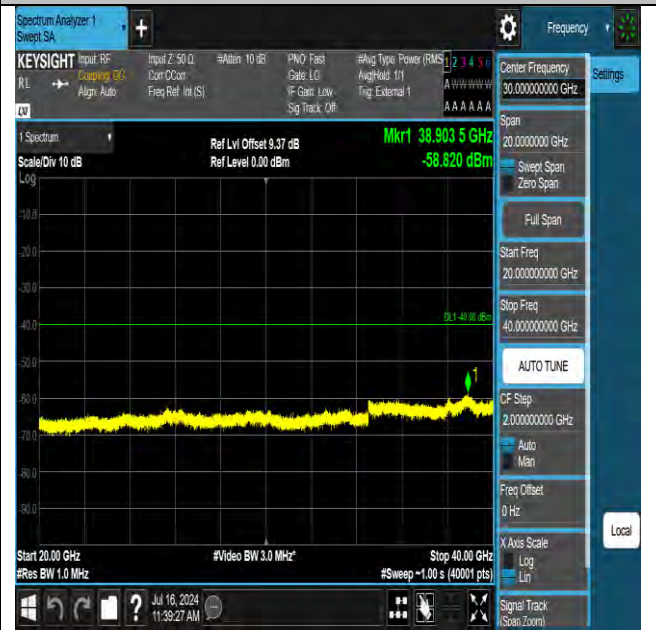 Spectrum Analyzer 1
Swept SA
+
Frequency
KEYSIGHT
RL
Input: RF
Coupling: DC
Align: Auto
Input Z: 50 Ω
Corr CCorr
Freq Ref: Int (S)
#Atten: 10 dB
PNO: Fast
Gate: LO
IF Gain: Low
Sig Track: Off
#Avg Type: Power (RMS
Avg|Hold: 1/1
Trig: External 1
1 2 3 4 5 6
A W W W W W
A A A A A A
LXI
1 Spectrum
Scale/Div 10 dB
Ref Lvl Offset 9.37 dB
Ref Level 0.00 dBm
Mkr1 38.903 5 GHz
-58.820 dBm
Log
-10.0
-20.0
-30.0
-40.0
-50.0
-60.0
-70.0
-80.0
-90.0
DL1 -40.00 dBm
1
Start 20.00 GHz
#Res BW 1.0 MHz
#Video BW 3.0 MHz*
Stop 40.00 GHz
#Sweep ~1.00 s (40001 pts)
Jul 16, 2024
11:39:27 AM
Center Frequency
30.000000000 GHz
Settings
Span
20.0000000 GHz
Swept Span
Zero Span
Full Span
Start Freq
20.000000000 GHz
Stop Freq
40.000000000 GHz
AUTO TUNE
CF Step
2.000000000 GHz
Auto
Man
Freq Offset
0 Hz
X Axis Scale
Log
Lin
Local
Signal Track
(Span Zoom)